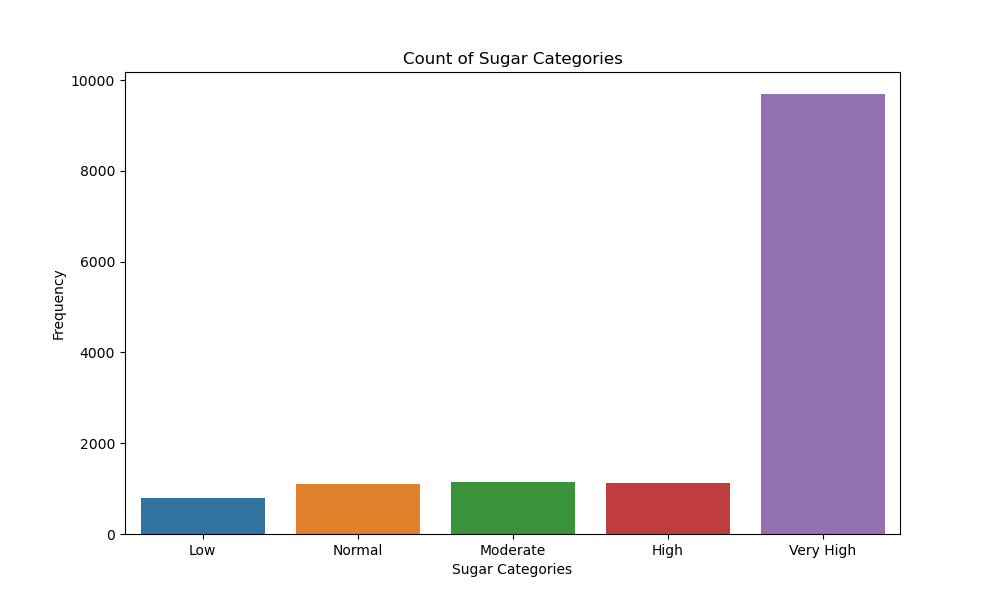 Count of Sugar Categories
10000
8000
6000
4000
2000
0
Frequency
Low Normal Moderate High Very High
Sugar Categories